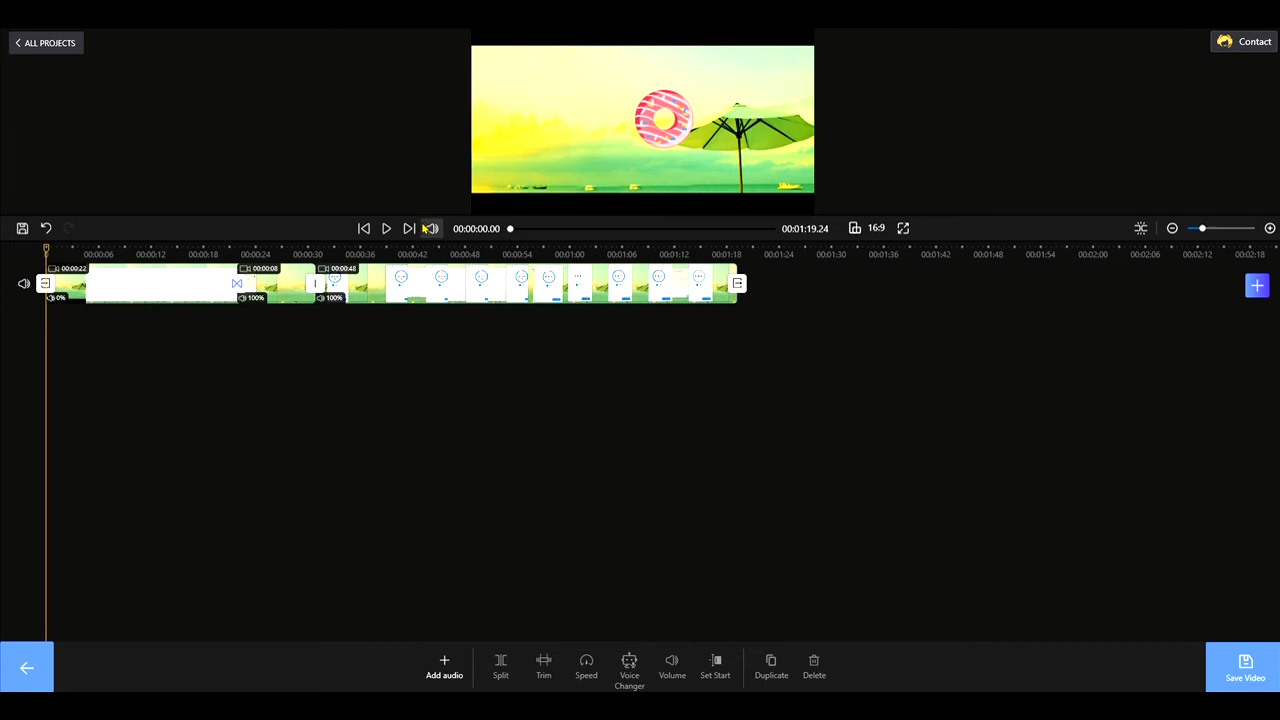 ALL PROJECTS
Contact
00:00:00.00
00:01:19.24
16:9
00:00:06 00:00:12 00:00:18 00:00:24 00:00:30 00:00:36 00:00:42 00:00:48 00:00:54 00:01:00 00:01:06 00:01:12 00:01:18 00:01:24 00:01:30 00:01:36 00:01:42 00:01:48 00:01:54 00:02:00 00:02:06 00:02:12 00:02:18
00:00:22 00:00:08 00:00:48
0% 100% 100%
Add audio
Split
Trim
Speed
Voice
Changer
Volume
Set Start
Duplicate
Delete
Save Video